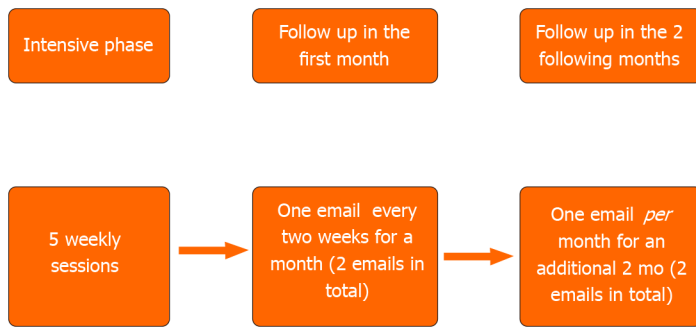 Intensive phase
Follow up in the
first month
Follow up in the 2
following months
5 weekly
sessions
One email every
two weeks for a
month (2 emails in
total)
One email per
month for an
additional 2 mo (2
emails in total)